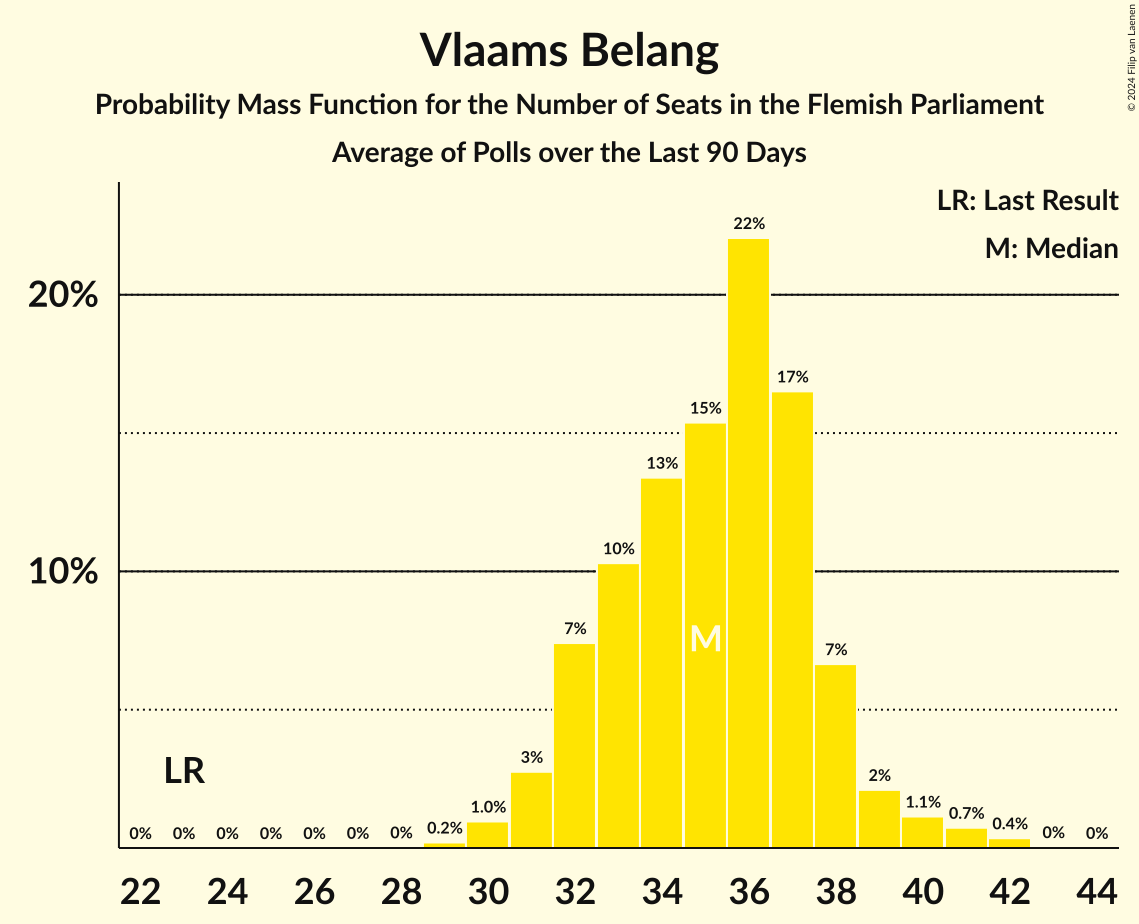 Vlaams Belang
Probability Mass Function for the Number of Seats in the Flemish Parliament
Average of Polls over the Last 90 Days
© 2024 Filip van Laenen
LR: Last Result
M: Median
20%
10%
22%
17%
15%
13%
10%
7%
M
7%
LR
3%
2%
0% 0% 0% 0% 0% 0% 0% 0.2% 1.0% 1.1% 0.7% 0.4% 0% 0%
22 24 26 28 30 32 34 36 38 40 42 44